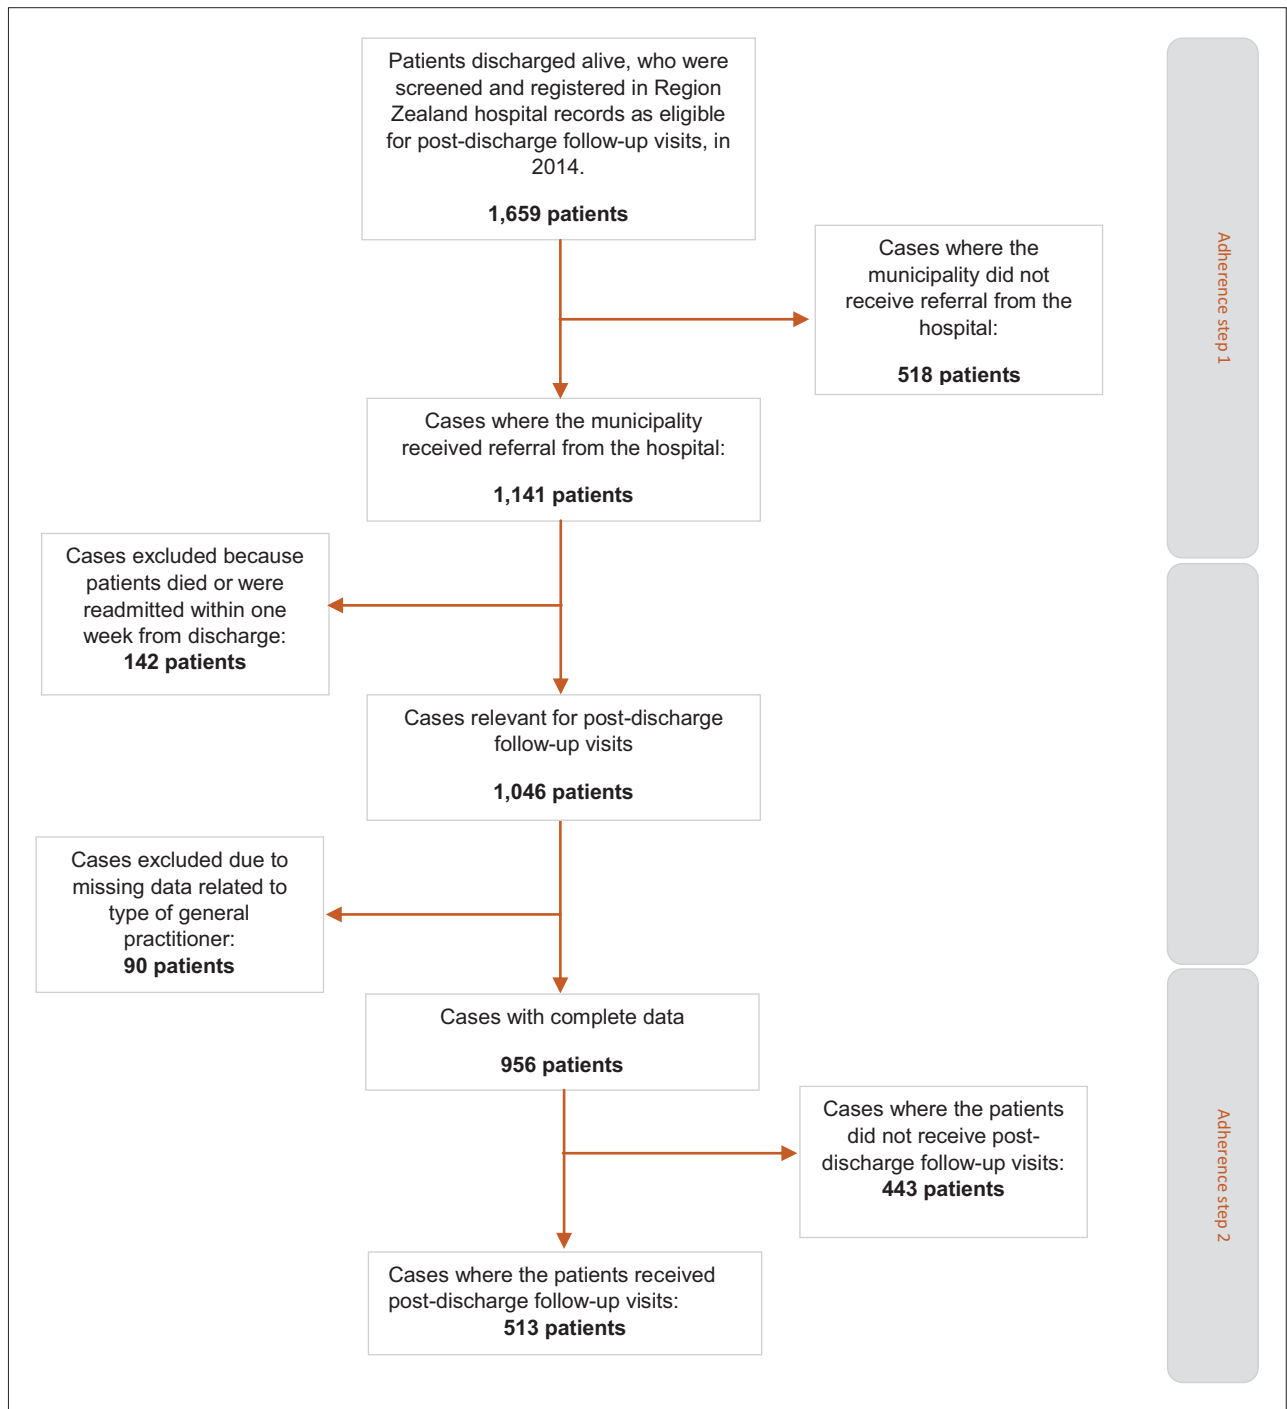 Patients discharged alive, who were
screened and registered in Region
Zealand hospital records as eligible
for post-discharge follow-up visits, in
2014.
1,659 patients
Cases where the
municipality did not
receive referral from the
hospital:
518 patients
Adherence step 1
Cases where the municipality
received referral from the hospital:
1,141 patients
Cases excluded because
patients died or were
readmitted within one
week from discharge:
142 patients
Cases relevant for post-discharge
follow-up visits
1,046 patients
Cases excluded due to
missing data related to
type of general
practitioner:
90 patients
Cases with complete data
956 patients
Cases where the patients
did not receive post-
discharge follow-up visits:
443 patients
Adherence step 2
Cases where the patients received
post-discharge follow-up visits:
513 patients